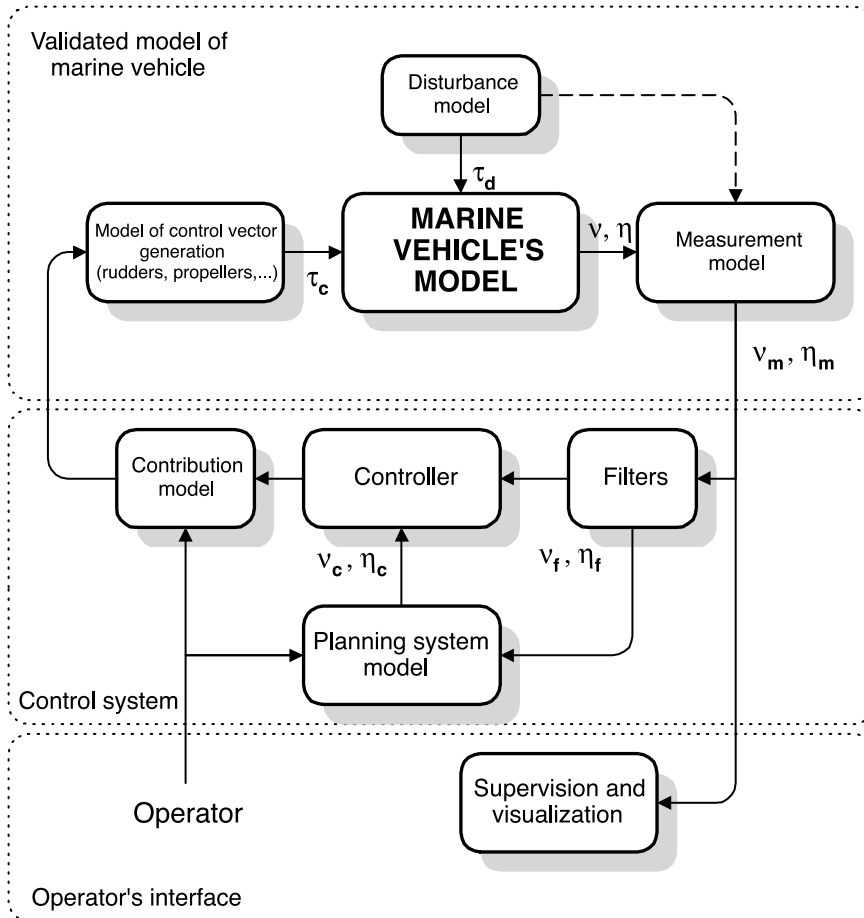 Validated model of
marine vehicle
Disturbance
model
τd
Model of control vector
generation
(rudders, propellers,...)
τc
MARINE
VEHICLE'S
MODEL
ν, η
Measurement
model
νm, ηm
Contribution
model
Controller
Filters
νc, ηc
νf, ηf
Planning system
model
Control system
Operator
Supervision and
visualization
Operator's interface